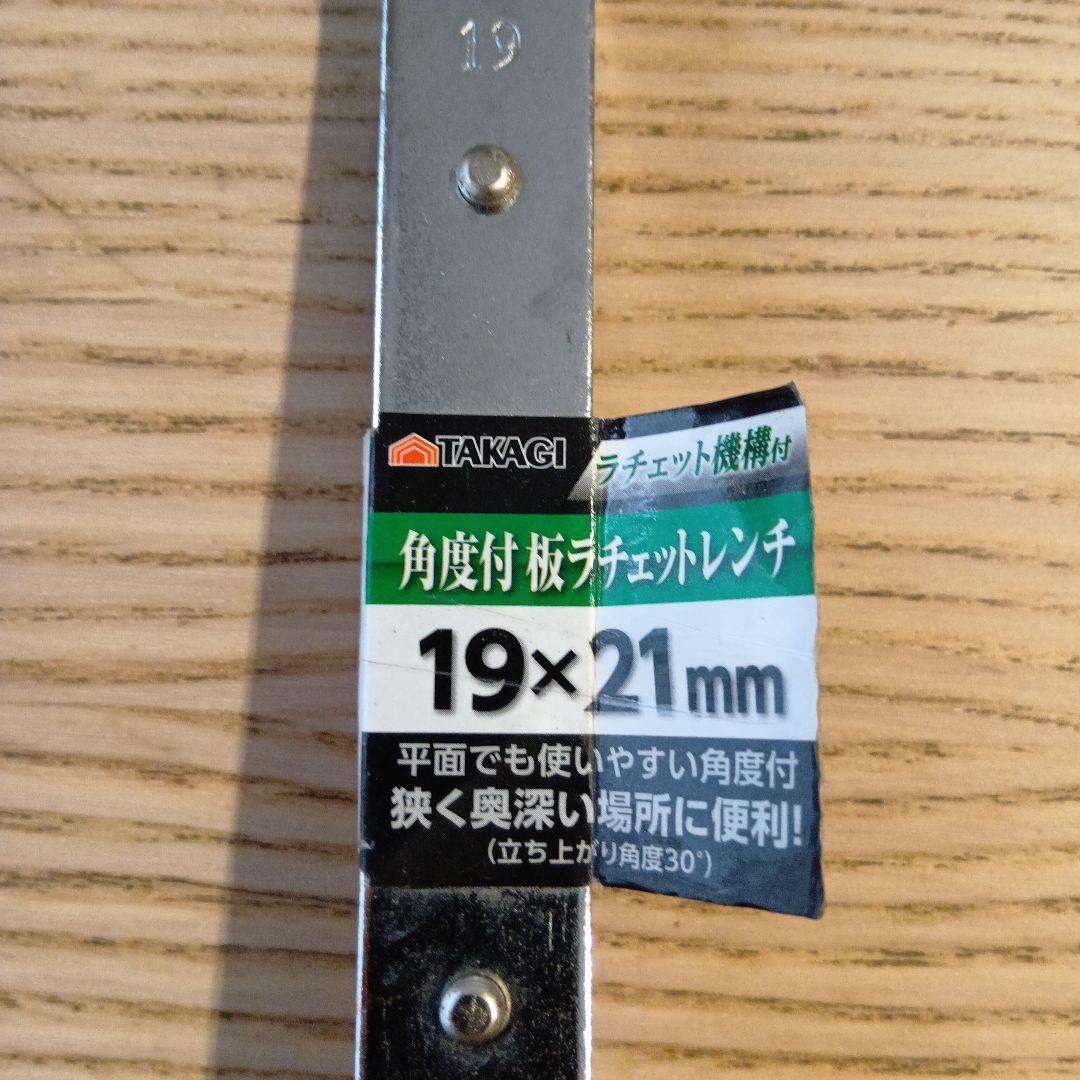 19
TAKAGI
ラチェット機構付
角度付 板ラチェットレンチ
19×21mm
平面でも使いやすい角度付
狭く奥深い場所に便利!
(立ち上がり角度30°)